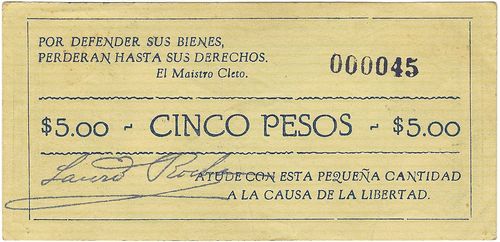 POR DEFENDER SUS BIENES,
PERDERAN HASTA SUS DERECHOS.
El Maistro Cleto.
000045
$5.00 - CINCO PESOS - $5.00
AYUDE CON ESTA PEQUEÑA CANTIDAD
A LA CAUSA DE LA LIBERTAD.